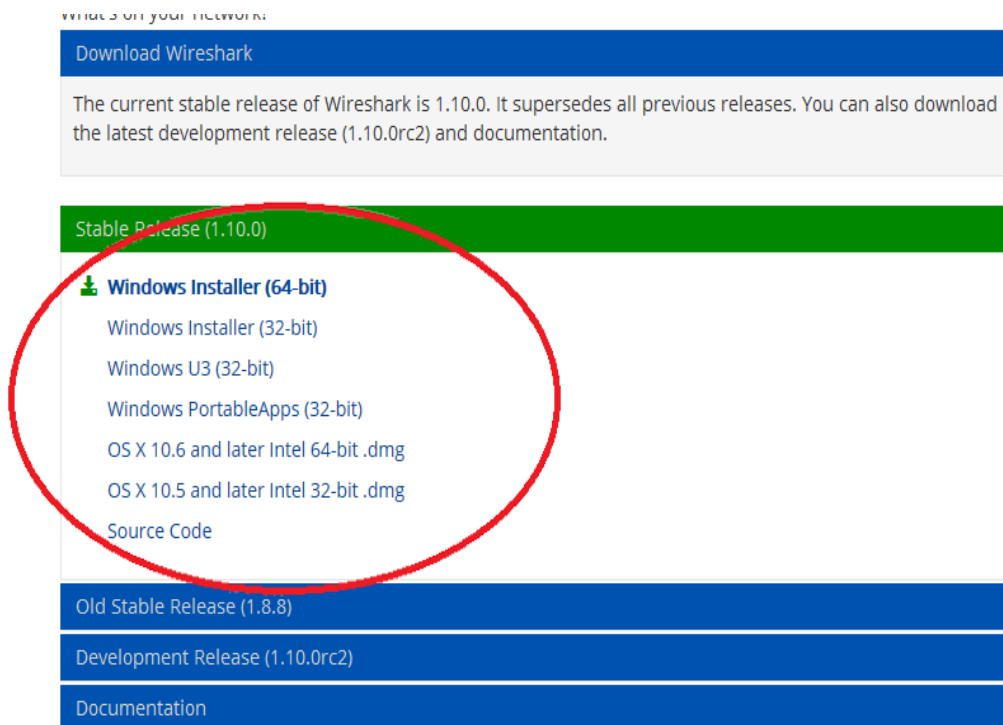 What's on your network?
Download Wireshark
The current stable release of Wireshark is 1.10.0. It supersedes all previous releases. You can also download
the latest development release (1.10.0rc2) and documentation.
Stable Release (1.10.0)
Windows Installer (64-bit)
Windows Installer (32-bit)
Windows U3 (32-bit)
Windows PortableApps (32-bit)
OS X 10.6 and later Intel 64-bit .dmg
OS X 10.5 and later Intel 32-bit .dmg
Source Code
Old Stable Release (1.8.8)
Development Release (1.10.0rc2)
Documentation